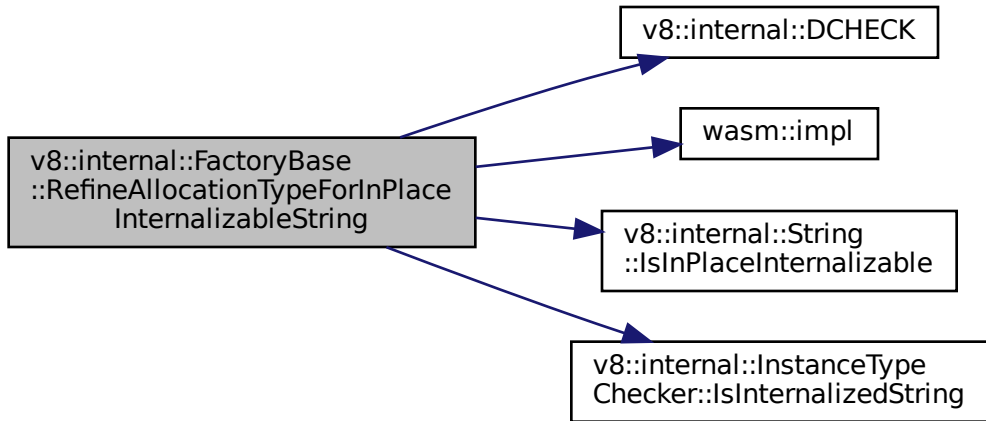 v8::internal::DCHECK
wasm::impl
v8::internal::FactoryBase
::RefineAllocationTypeForInPlace
InternalizableString
v8::internal::String
::IsInPlaceInternalizable
v8::internal::InstanceType
Checker::IsInternalizedString